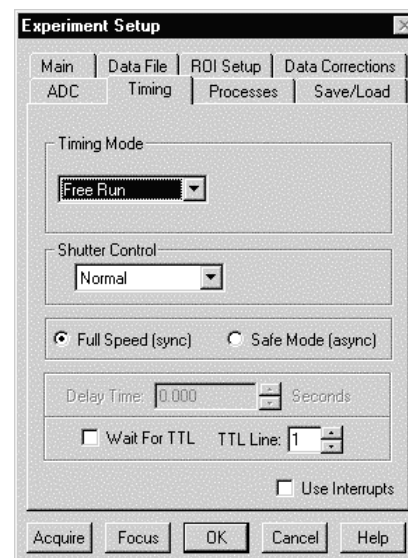 Experiment Setup
Main Data File ROI Setup Data Corrections
ADC Timing Processes Save/Load
Timing Mode
Free Run
Shutter Control
Normal
Full Speed (sync) Safe Mode (async)
Delay Time: 0.000 Seconds
Wait For TTL TTL Line: 1
Use Interrupts
Acquire Focus OK Cancel Help